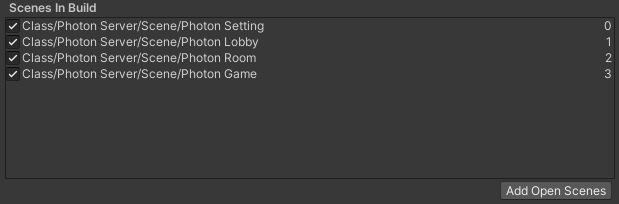 Scenes In Build
Class/Photon Server/Scene/Photon Setting 0
Class/Photon Server/Scene/Photon Lobby 1
Class/Photon Server/Scene/Photon Room 2
Class/Photon Server/Scene/Photon Game 3
Add Open Scenes